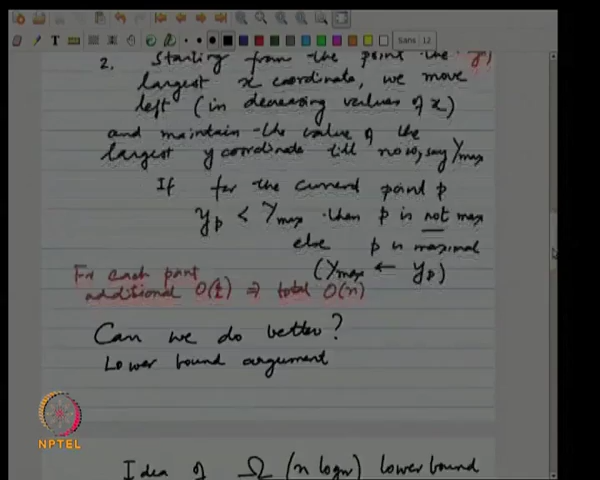 Sans 12
2. Starting from the point the
largest x coordinate, we move
left (in decreasing values of x)
and maintain the value of the
largest y coordinate till now, say Ymax
If for the current point p
yp < Ymax then p is not max
else p is maximal
(Ymax ← yp)
For each point
additional O(1) ⇒ total O(n)
Can we do better?
Lower bound argument
NPTEL
Idea of Ω (n logn) lower bound